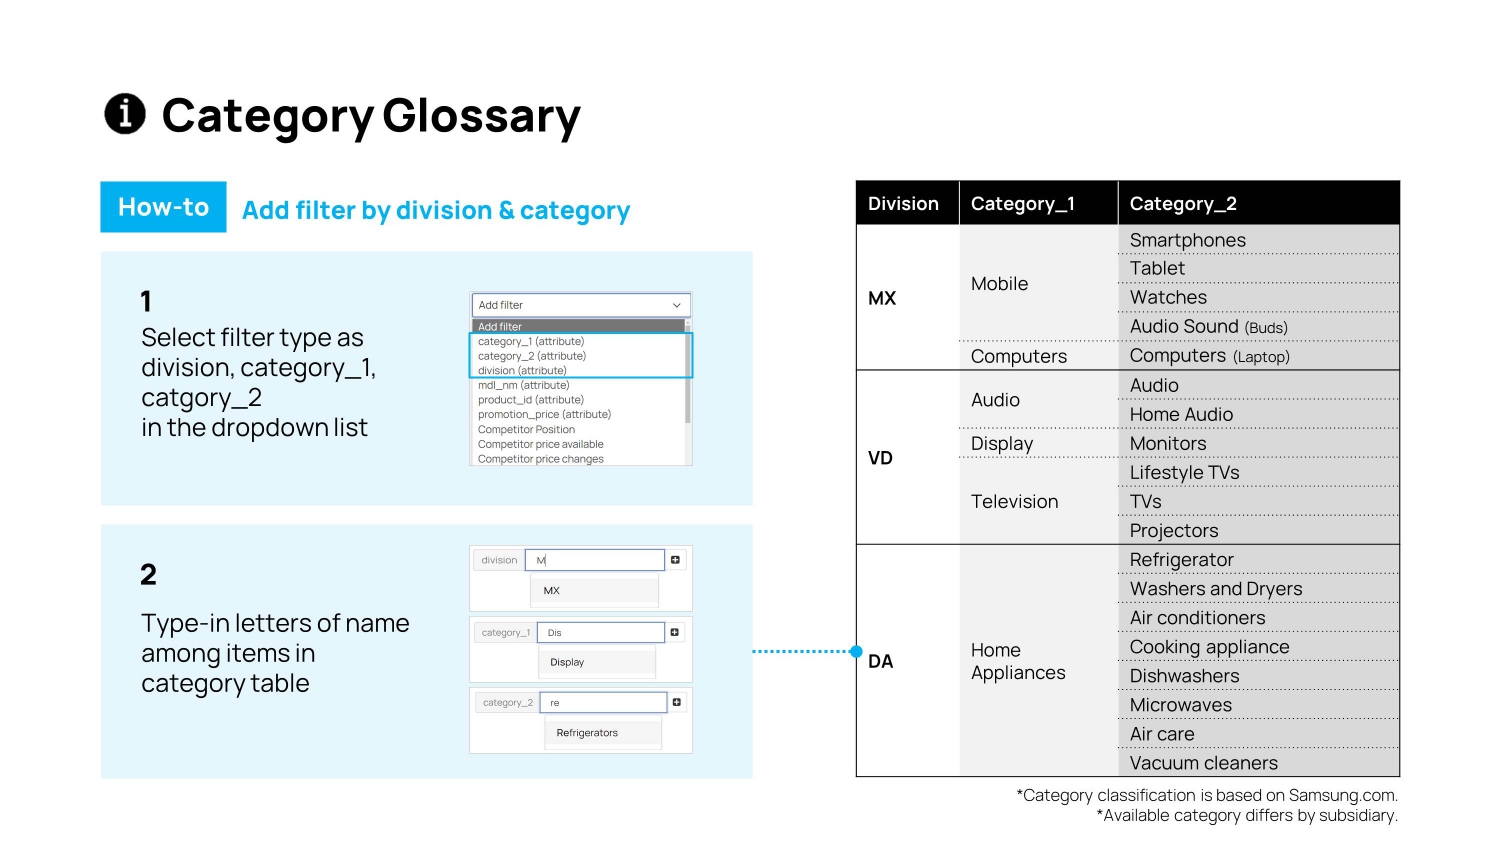 i Category Glossary
How-to Add filter by division & category
1
Select filter type as
division, category_1,
catgory_2
in the dropdown list
Add filter
Add filter
category_1 (attribute)
category_2 (attribute)
division (attribute)
mdl_nm (attribute)
product_id (attribute)
promotion_price (attribute)
Competitor Position
Competitor price available
Competitor price changes
2
Type-in letters of name
among items in
category table
division M
MX
category_1 Dis
Display
category_2 re
Refrigerators
Division Category_1 Category_2
MX Mobile Smartphones
Tablet
Watches
Audio Sound (Buds)
Computers Computers (Laptop)
VD Audio Audio
Home Audio
Display Monitors
Television Lifestyle TVs
TVs
Projectors
DA Home
Appliances Refrigerator
Washers and Dryers
Air conditioners
Cooking appliance
Dishwashers
Microwaves
Air care
Vacuum cleaners
*Category classification is based on Samsung.com.
*Available category differs by subsidiary.